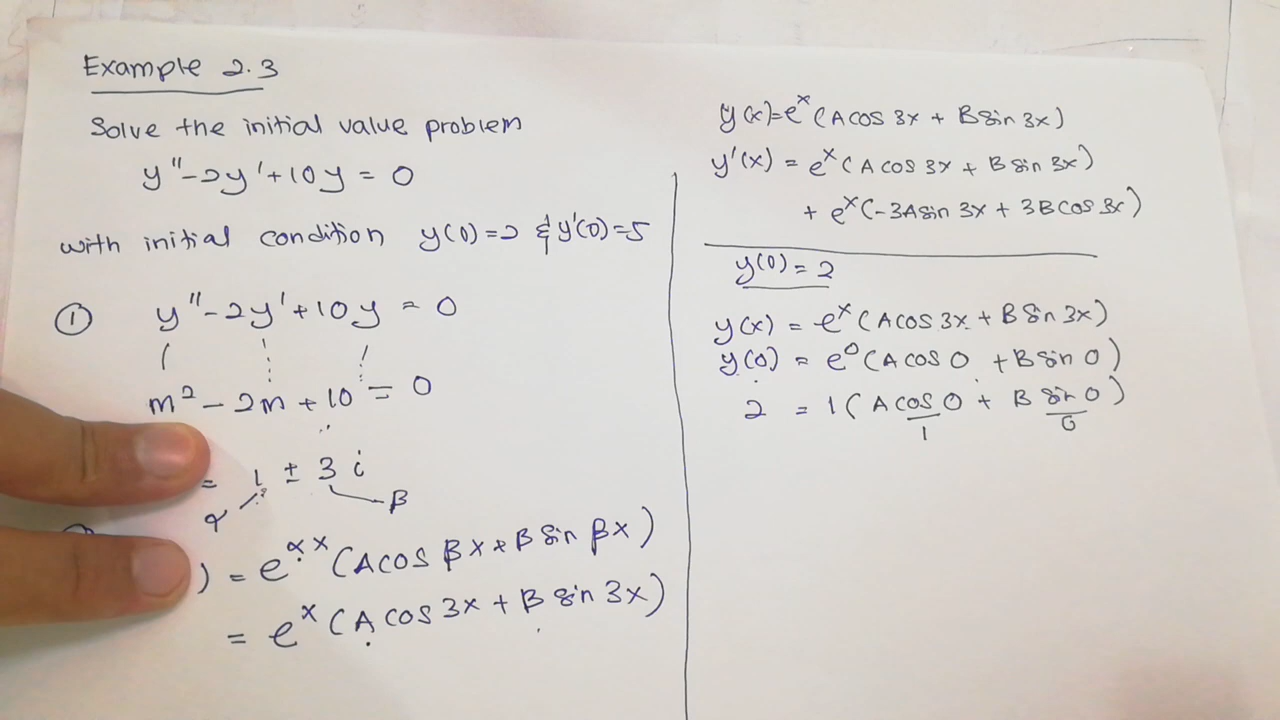 Example 2.3
Solve the initial value problem
y'' - 2y' + 10y = 0
with initial condition y(0) = 2 & y'(0) = 5
① y'' - 2y' + 10y = 0
m² - 2m + 10 = 0
= 1 ± 3 i
α β
) = e^αx (A cos βx + B sin βx)
= e^x (A cos 3x + B sin 3x)
y(x) = e^x (A cos 3x + B sin 3x)
y'(x) = e^x (A cos 3x + B sin 3x)
+ e^x (-3A sin 3x + 3B cos 3x)
y(0) = 2
y(x) = e^x (A cos 3x + B sin 3x)
y(0) = e^0 (A cos 0 + B sin 0)
2 = 1 (A cos 0 + B sin 0)
1 0